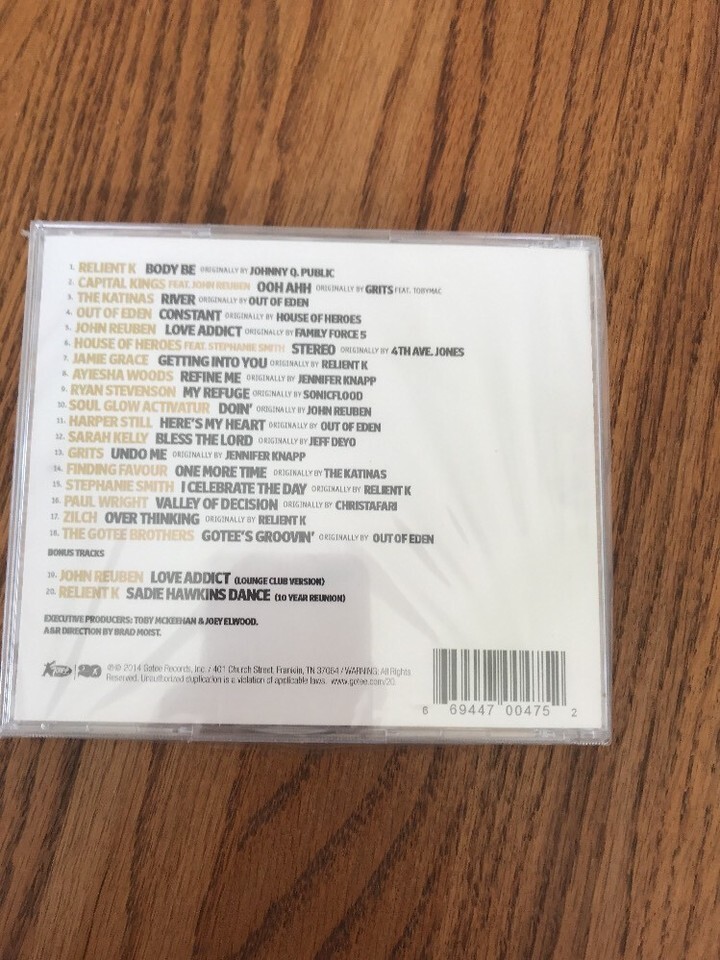 1. RELIENT K BODY BE ORIGINALLY BY JOHNNY Q. PUBLIC
2. CAPITAL KINGS FEAT. JOHN REUBEN OOH AHH ORIGINALLY BY GRITS FEAT. TOBYMAC
3. THE KATINAS RIVER ORIGINALLY BY OUT OF EDEN
4. OUT OF EDEN CONSTANT ORIGINALLY BY HOUSE OF HEROES
5. JOHN REUBEN LOVE ADDICT ORIGINALLY BY FAMILY FORCE 5
6. HOUSE OF HEROES FEAT. STEPHANIE SMITH STEREO ORIGINALLY BY 4TH AVE. JONES
7. JAMIE GRACE GETTING INTO YOU ORIGINALLY BY RELIENT K
8. AYIESHA WOODS REFINE ME ORIGINALLY BY JENNIFER KNAPP
9. RYAN STEVENSON MY REFUGE ORIGINALLY BY SONICFLOOD
10. SOUL GLOW ACTIVATUR DOIN' ORIGINALLY BY JOHN REUBEN
11. HARPER STILL HERE'S MY HEART ORIGINALLY BY OUT OF EDEN
12. SARAH KELLY BLESS THE LORD ORIGINALLY BY JEFF DEYO
13. GRITS UNDO ME ORIGINALLY BY JENNIFER KNAPP
14. FINDING FAVOUR ONE MORE TIME ORIGINALLY BY THE KATINAS
15. STEPHANIE SMITH I CELEBRATE THE DAY ORIGINALLY BY RELIENT K
16. PAUL WRIGHT VALLEY OF DECISION ORIGINALLY BY CHRISTAFARI
17. ZILCH OVER THINKING ORIGINALLY BY RELIENT K
18. THE GOTEE BROTHERS GOTEE'S GROOVIN' ORIGINALLY BY OUT OF EDEN
BONUS TRACKS
19. JOHN REUBEN LOVE ADDICT (LOUNGE CLUB VERSION)
20. RELIENT K SADIE HAWKINS DANCE (10 YEAR REUNION)
EXECUTIVE PRODUCERS: TOBY MCKEEHAN & JOEY ELWOOD.
A&R DIRECTION BY BRAD MOIST.
20 ℗© 2014 Gotee Records, Inc. / 401 Church Street, Franklin, TN 37064 / WARNING: All Rights
Reserved. Unauthorized duplication is a violation of applicable laws. www.gotee.com/20
6 69447 00475 2